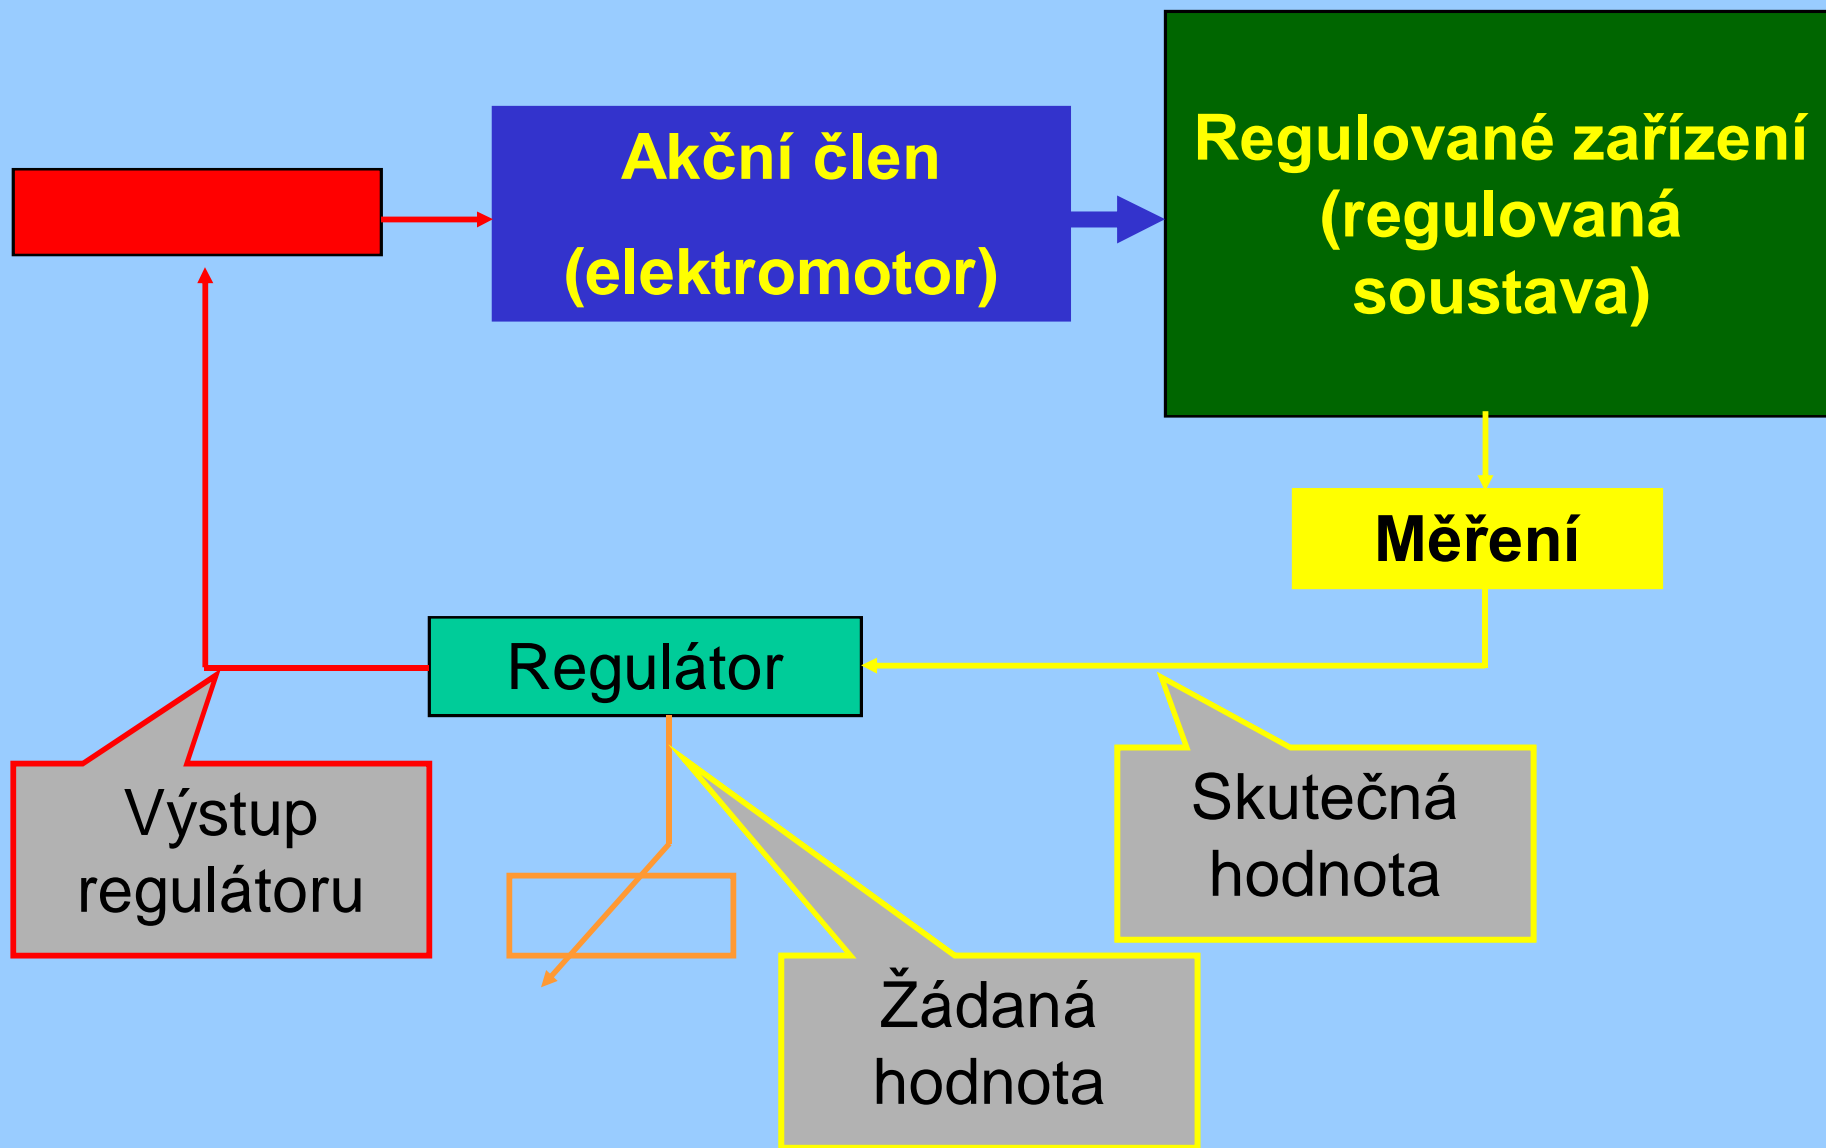 Akční člen
(elektromotor)
Regulované zařízení
(regulovaná
soustava)
Měření
Regulátor
Výstup
regulátoru
Skutečná
hodnota
Žádaná
hodnota